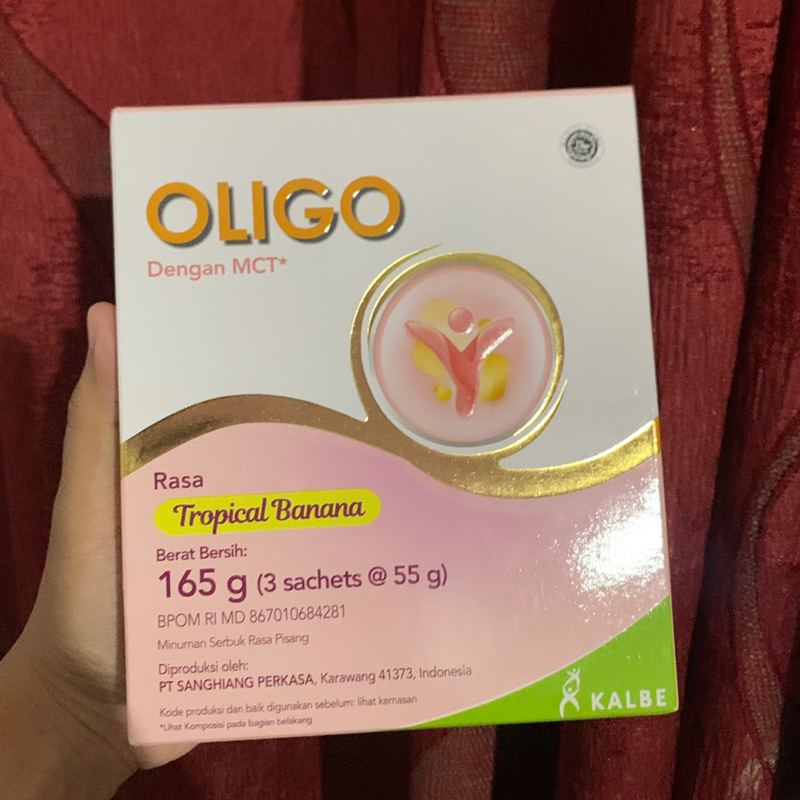 OLIGO
Dengan MCT*
Rasa
Tropical Banana
Berat Bersih:
165 g (3 sachets @ 55 g)
BPOM RI MD 867010684281
Minuman Serbuk Rasa Pisang
Diproduksi oleh:
PT SANGHIANG PERKASA, Karawang 41373, Indonesia
Kode produksi dan baik digunakan sebelum: lihat kemasan
*Lihat Komposisi pada bagian belakang
KALBE